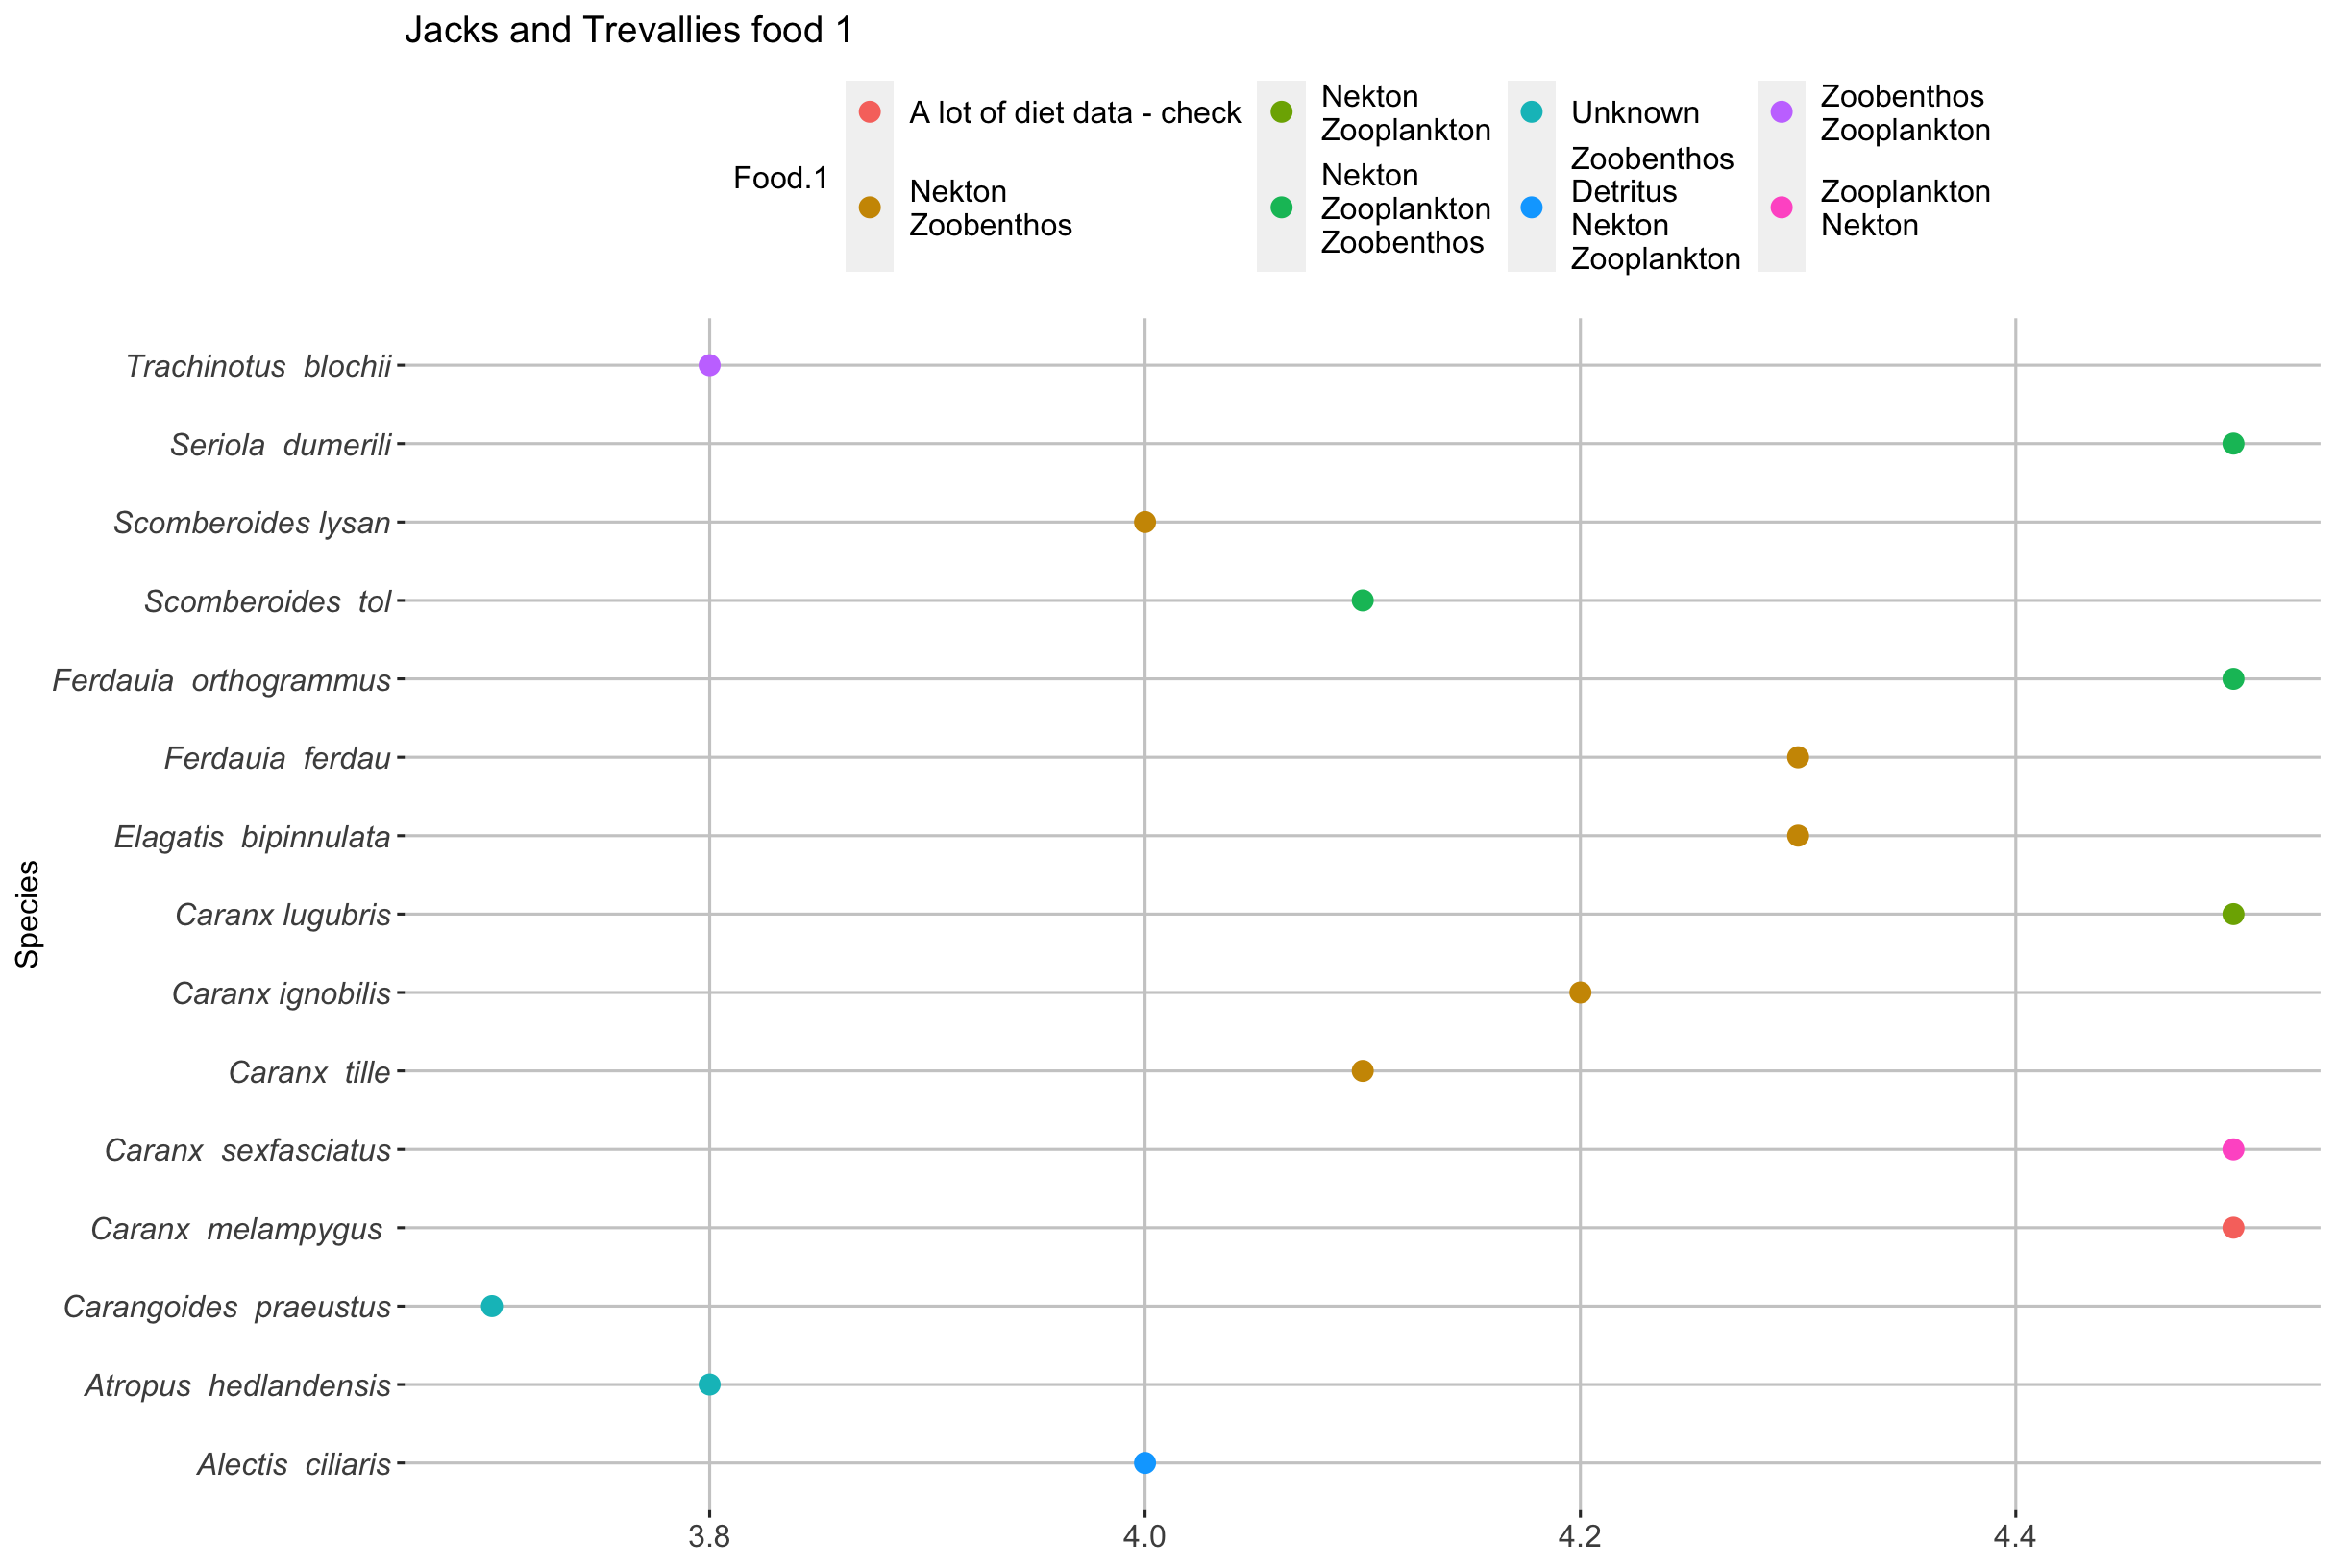 Jacks and Trevallies food 1
Food.1
A lot of diet data - check
Nekton
Zoobenthos
Nekton
Zooplankton
Nekton
Zooplankton
Zoobenthos
Unknown
Zoobenthos
Detritus
Nekton
Zooplankton
Zoobenthos
Zooplankton
Zooplankton
Nekton
Species
Trachinotus  blochii
Seriola  dumerili
Scomberoides lysan
Scomberoides  tol
Ferdauia  orthogrammus
Ferdauia  ferdau
Elagatis  bipinnulata
Caranx lugubris
Caranx ignobilis
Caranx  tille
Caranx  sexfasciatus
Caranx  melampygus
Carangoides  praeustus
Atropus  hedlandensis
Alectis  ciliaris
3.8 4.0 4.2 4.4